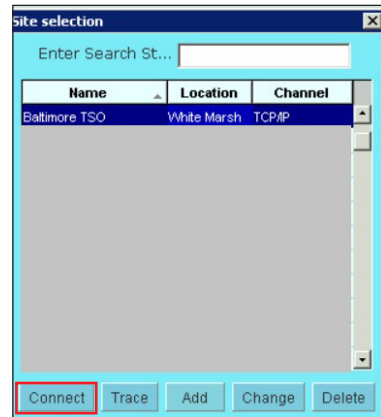 Site selection
Enter Search St...
Name Location Channel
Baltimore TSO White Marsh TCP/IP
Connect Trace Add Change Delete